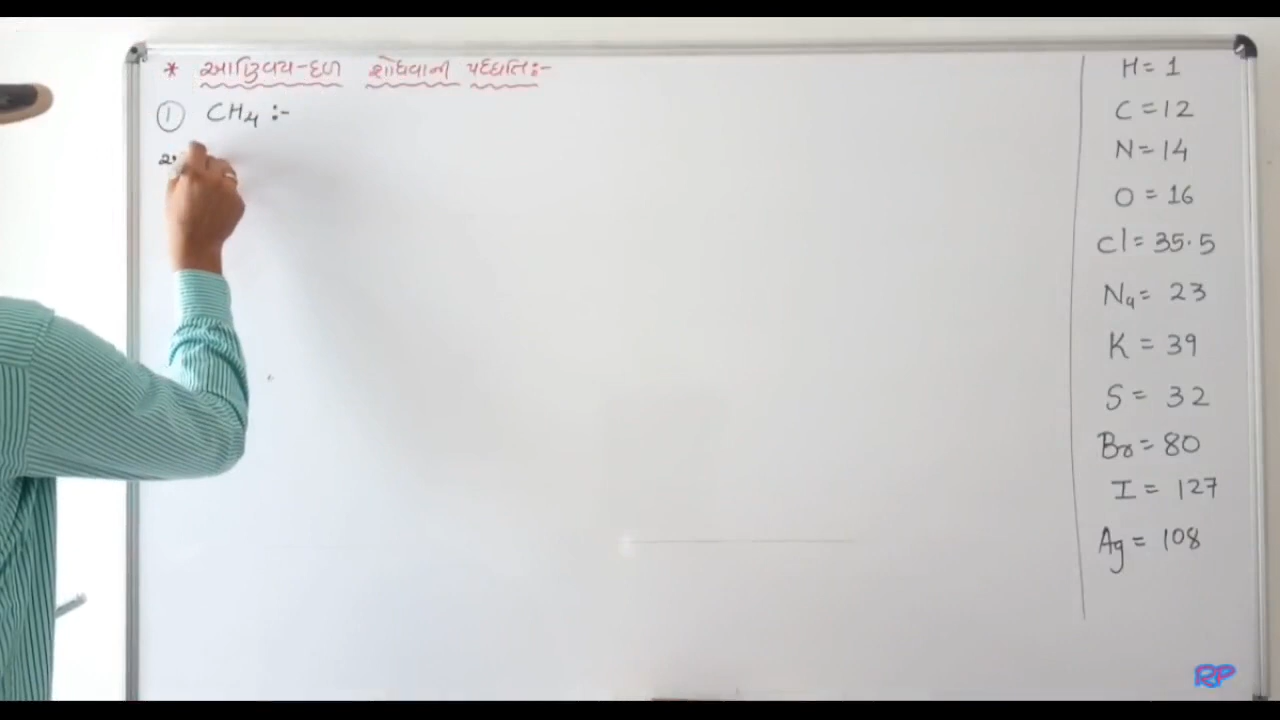 * આણ્વિય-દળ શોધવાની પધ્ધતિ:-
① CH4 :-
H = 1
C = 12
N = 14
O = 16
Cl = 35.5
Na = 23
K = 39
S = 32
Br = 80
I = 127
Ag = 108
RP